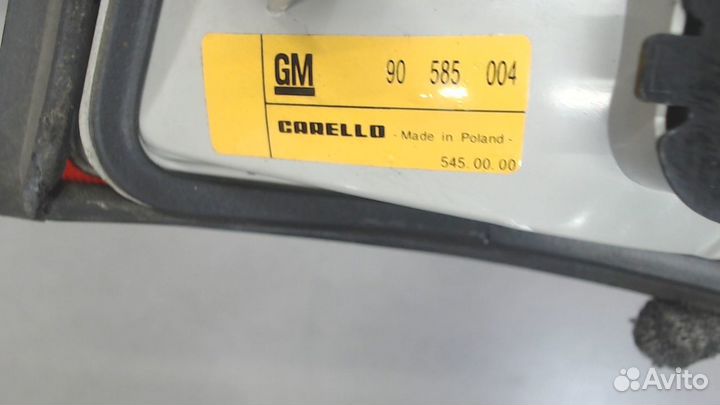 GM 90 585 004
CARELLO - Made in Poland -
545.00.00
Avito